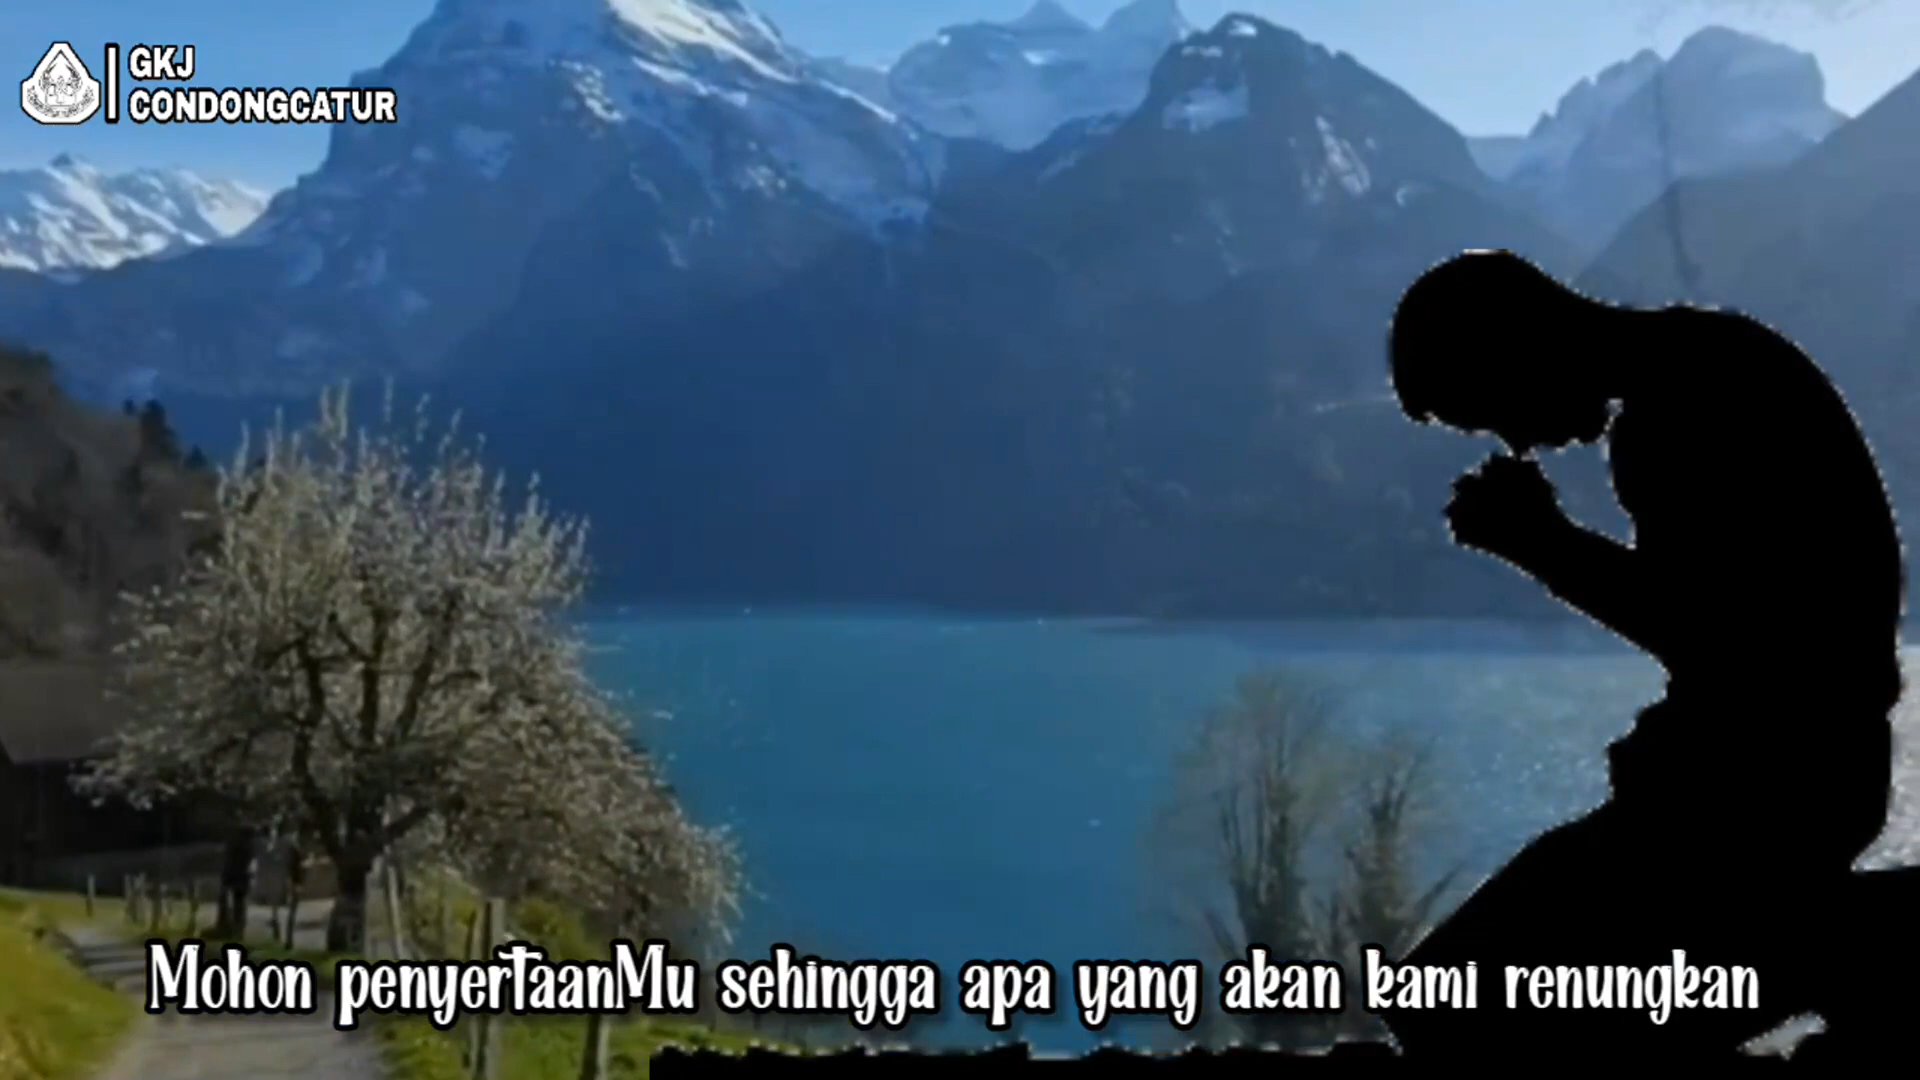 GKJ
CONDONGCATUR
Mohon penyertaanMu sehingga apa yang akan kami renungkan